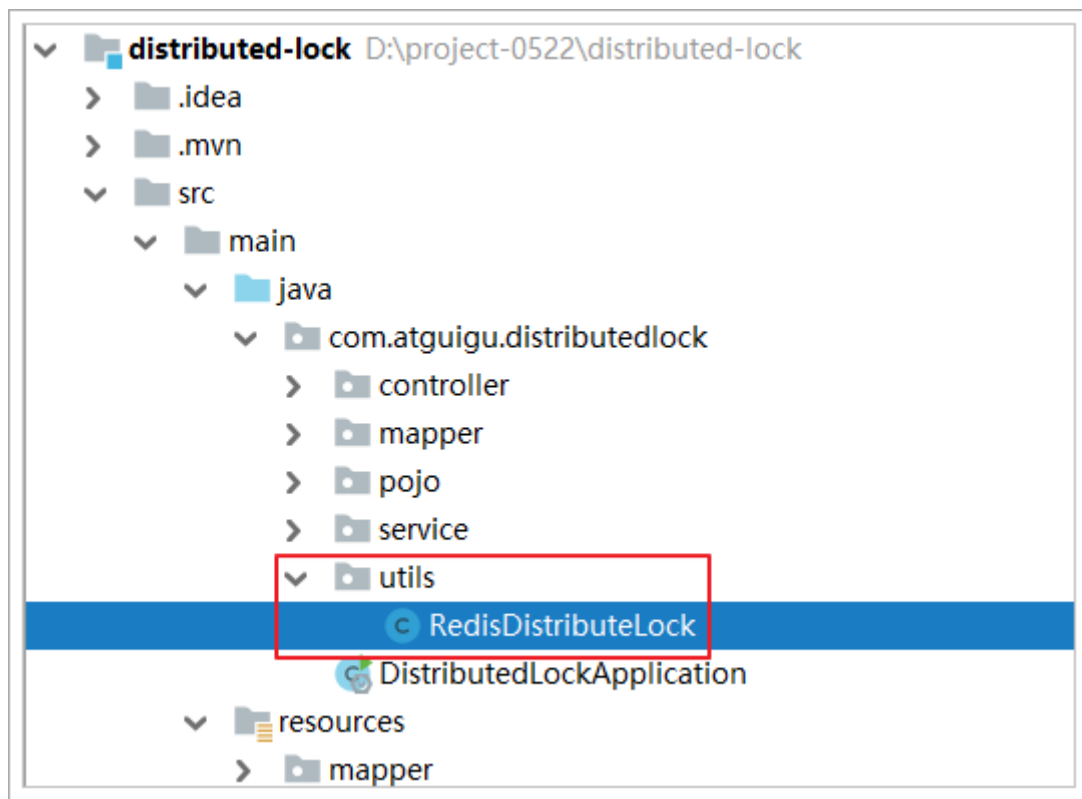 distributed-lock D:\project-0522\distributed-lock
.idea
.mvn
src
main
java
com.atguigu.distributedlock
controller
mapper
pojo
service
utils
RedisDistributeLock
DistributedLockApplication
resources
mapper